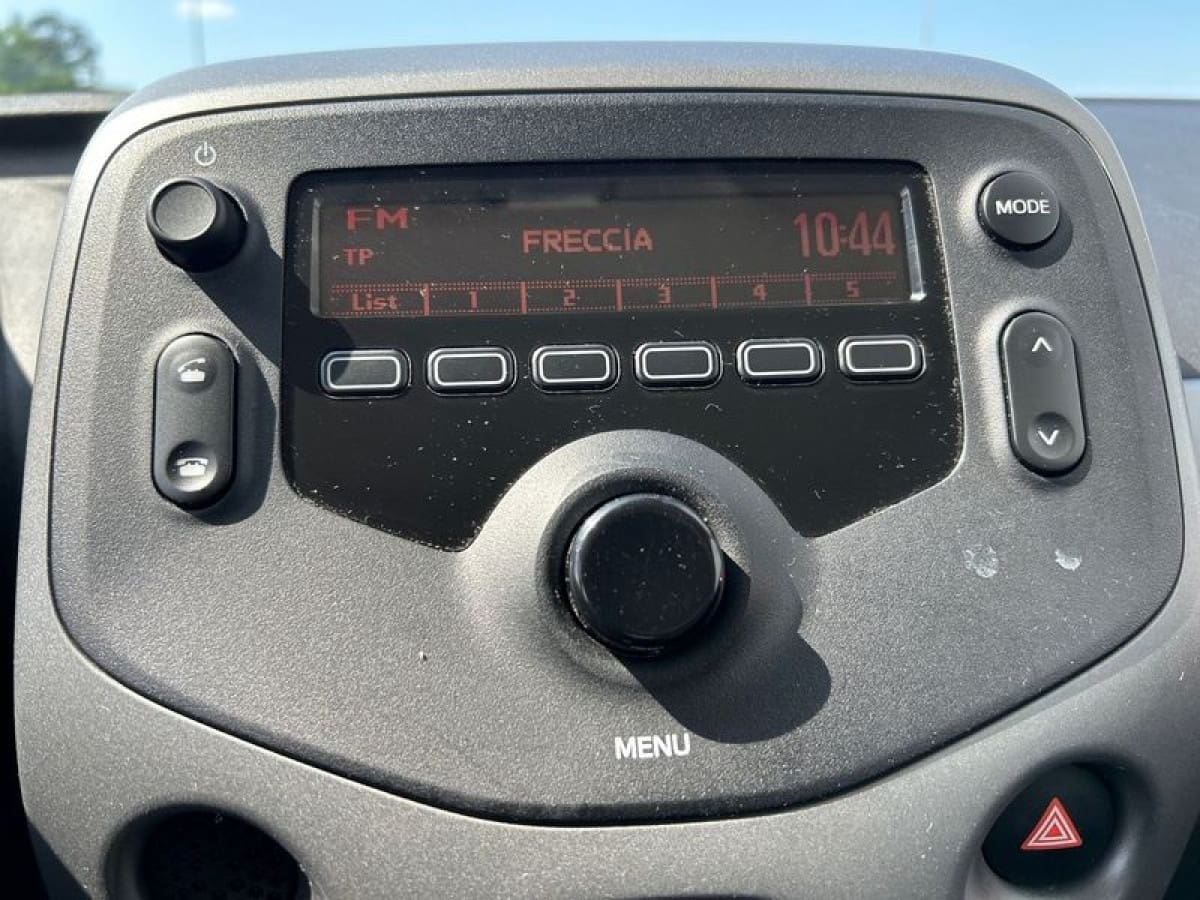 FM
10:44
FRECCIA
TP
List 1 2 3 4 5
MODE
MENU